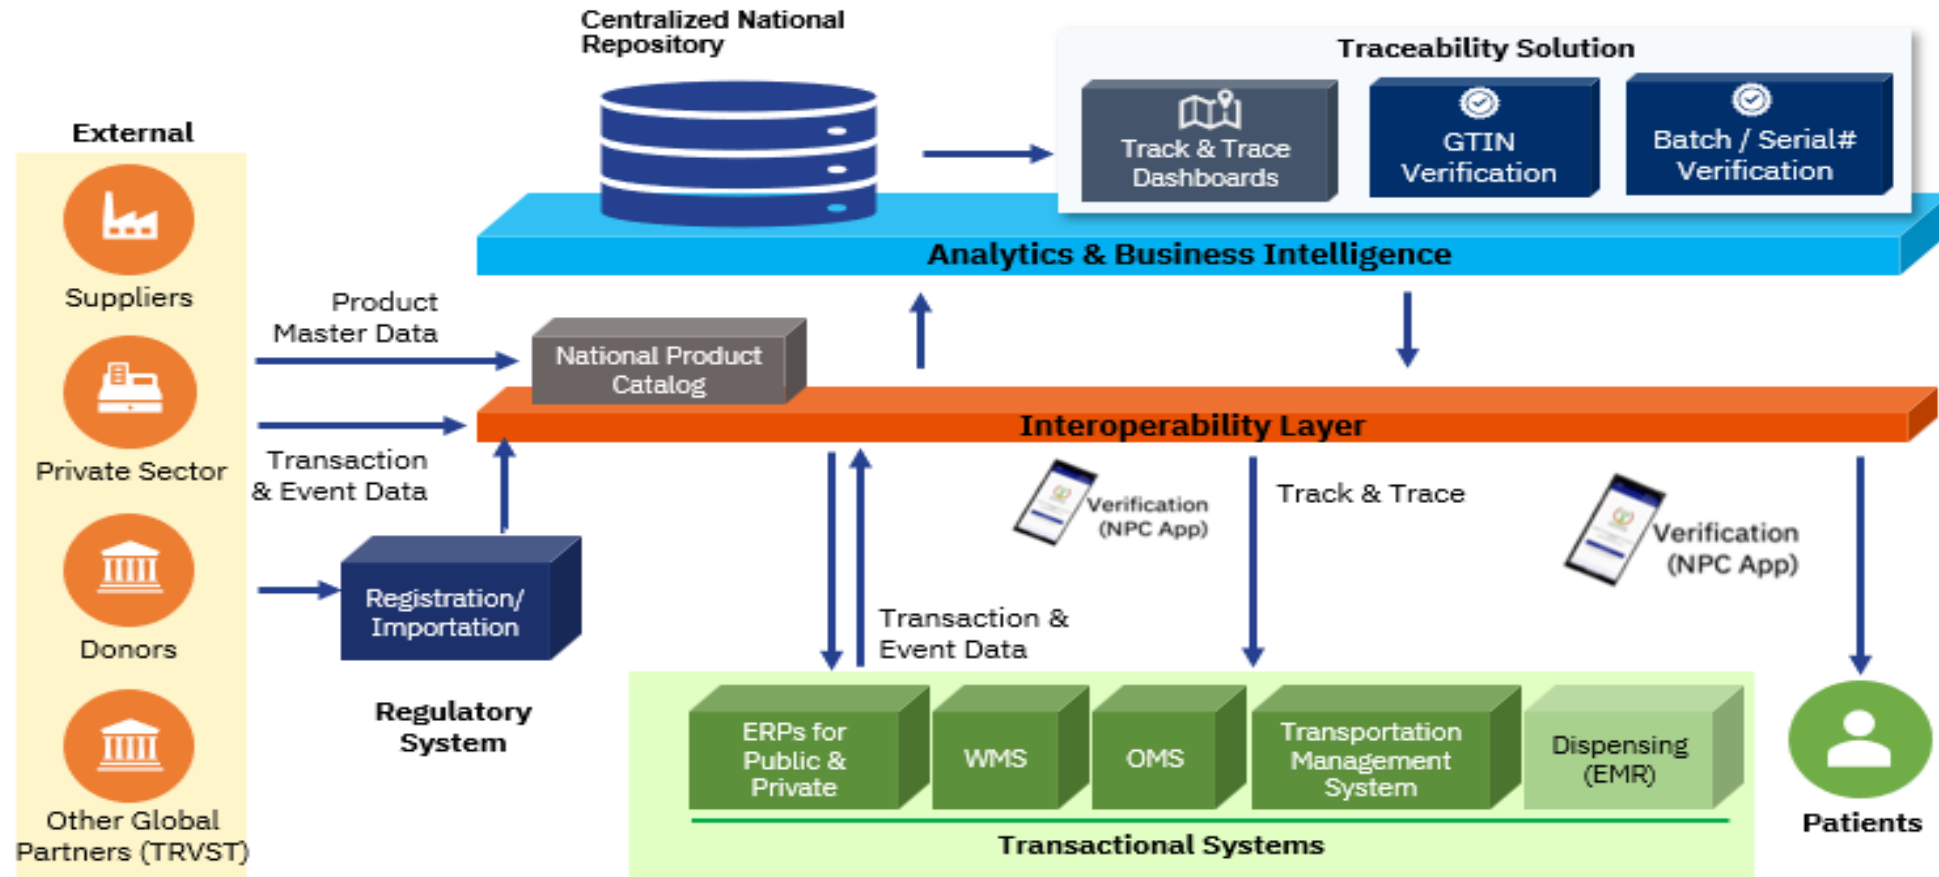 Centralized National
Repository
Traceability Solution
Track & Trace
Dashboards
GTIN
Verification
Batch / Serial#
Verification
External
Suppliers
Private Sector
Donors
Other Global
Partners (TRVST)
Analytics & Business Intelligence
Product
Master Data
National Product
Catalog
Interoperability Layer
Transaction
& Event Data
Registration/
Importation
Regulatory
System
Verification
(NPC App)
Track & Trace
Verification
(NPC App)
Transaction &
Event Data
ERPs for
Public &
Private
WMS
OMS
Transportation
Management
System
Dispensing
(EMR)
Transactional Systems
Patients